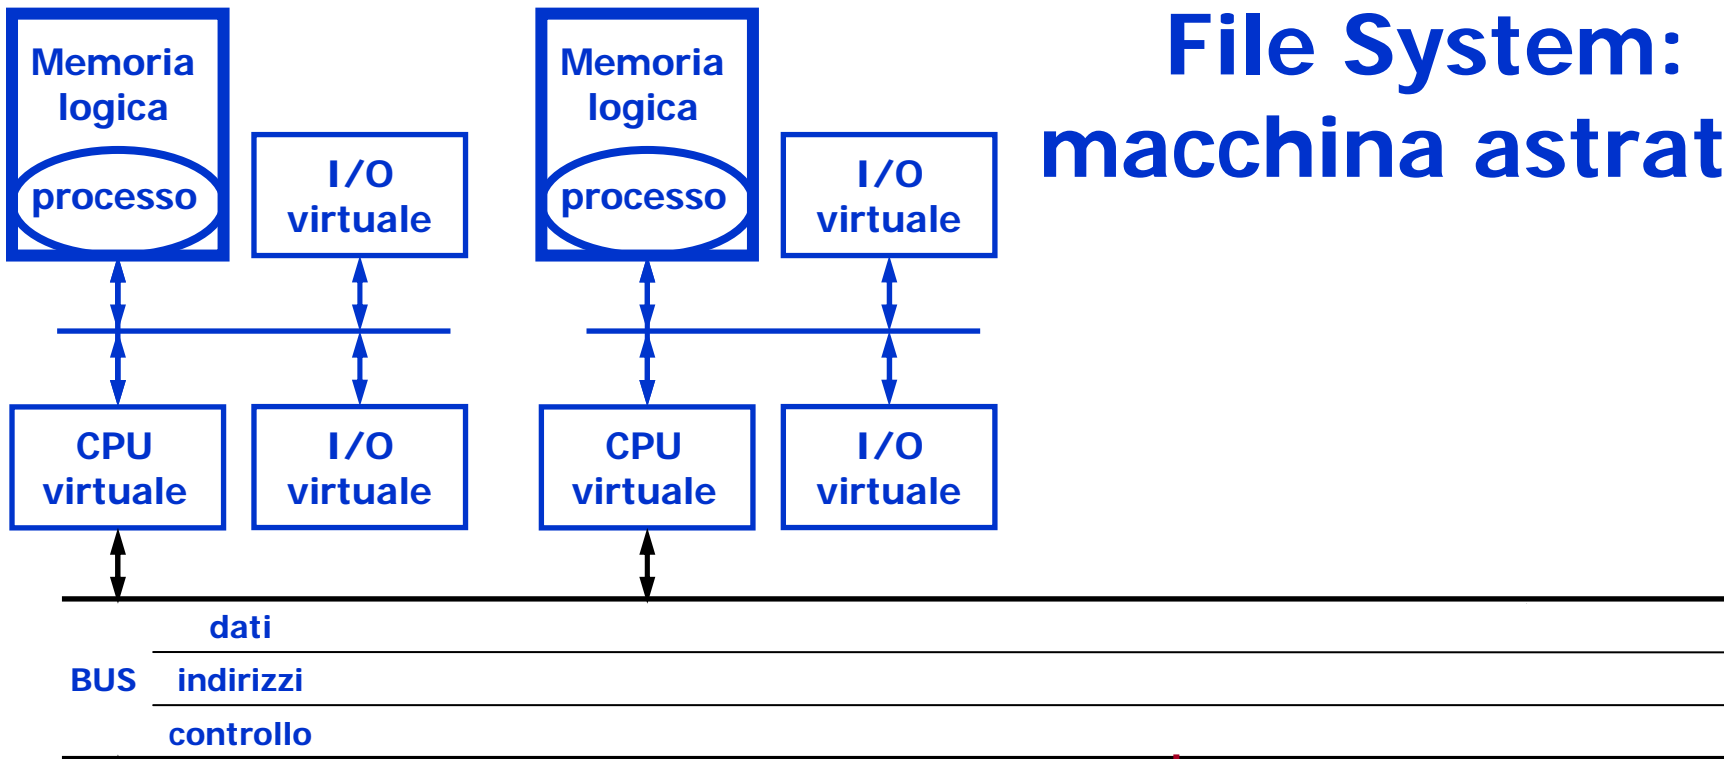 File System:
macchina astrat
Memoria
logica
processo
I/O
virtuale
Memoria
logica
processo
I/O
virtuale
CPU
virtuale
I/O
virtuale
CPU
virtuale
I/O
virtuale
dati
BUS indirizzi
controllo